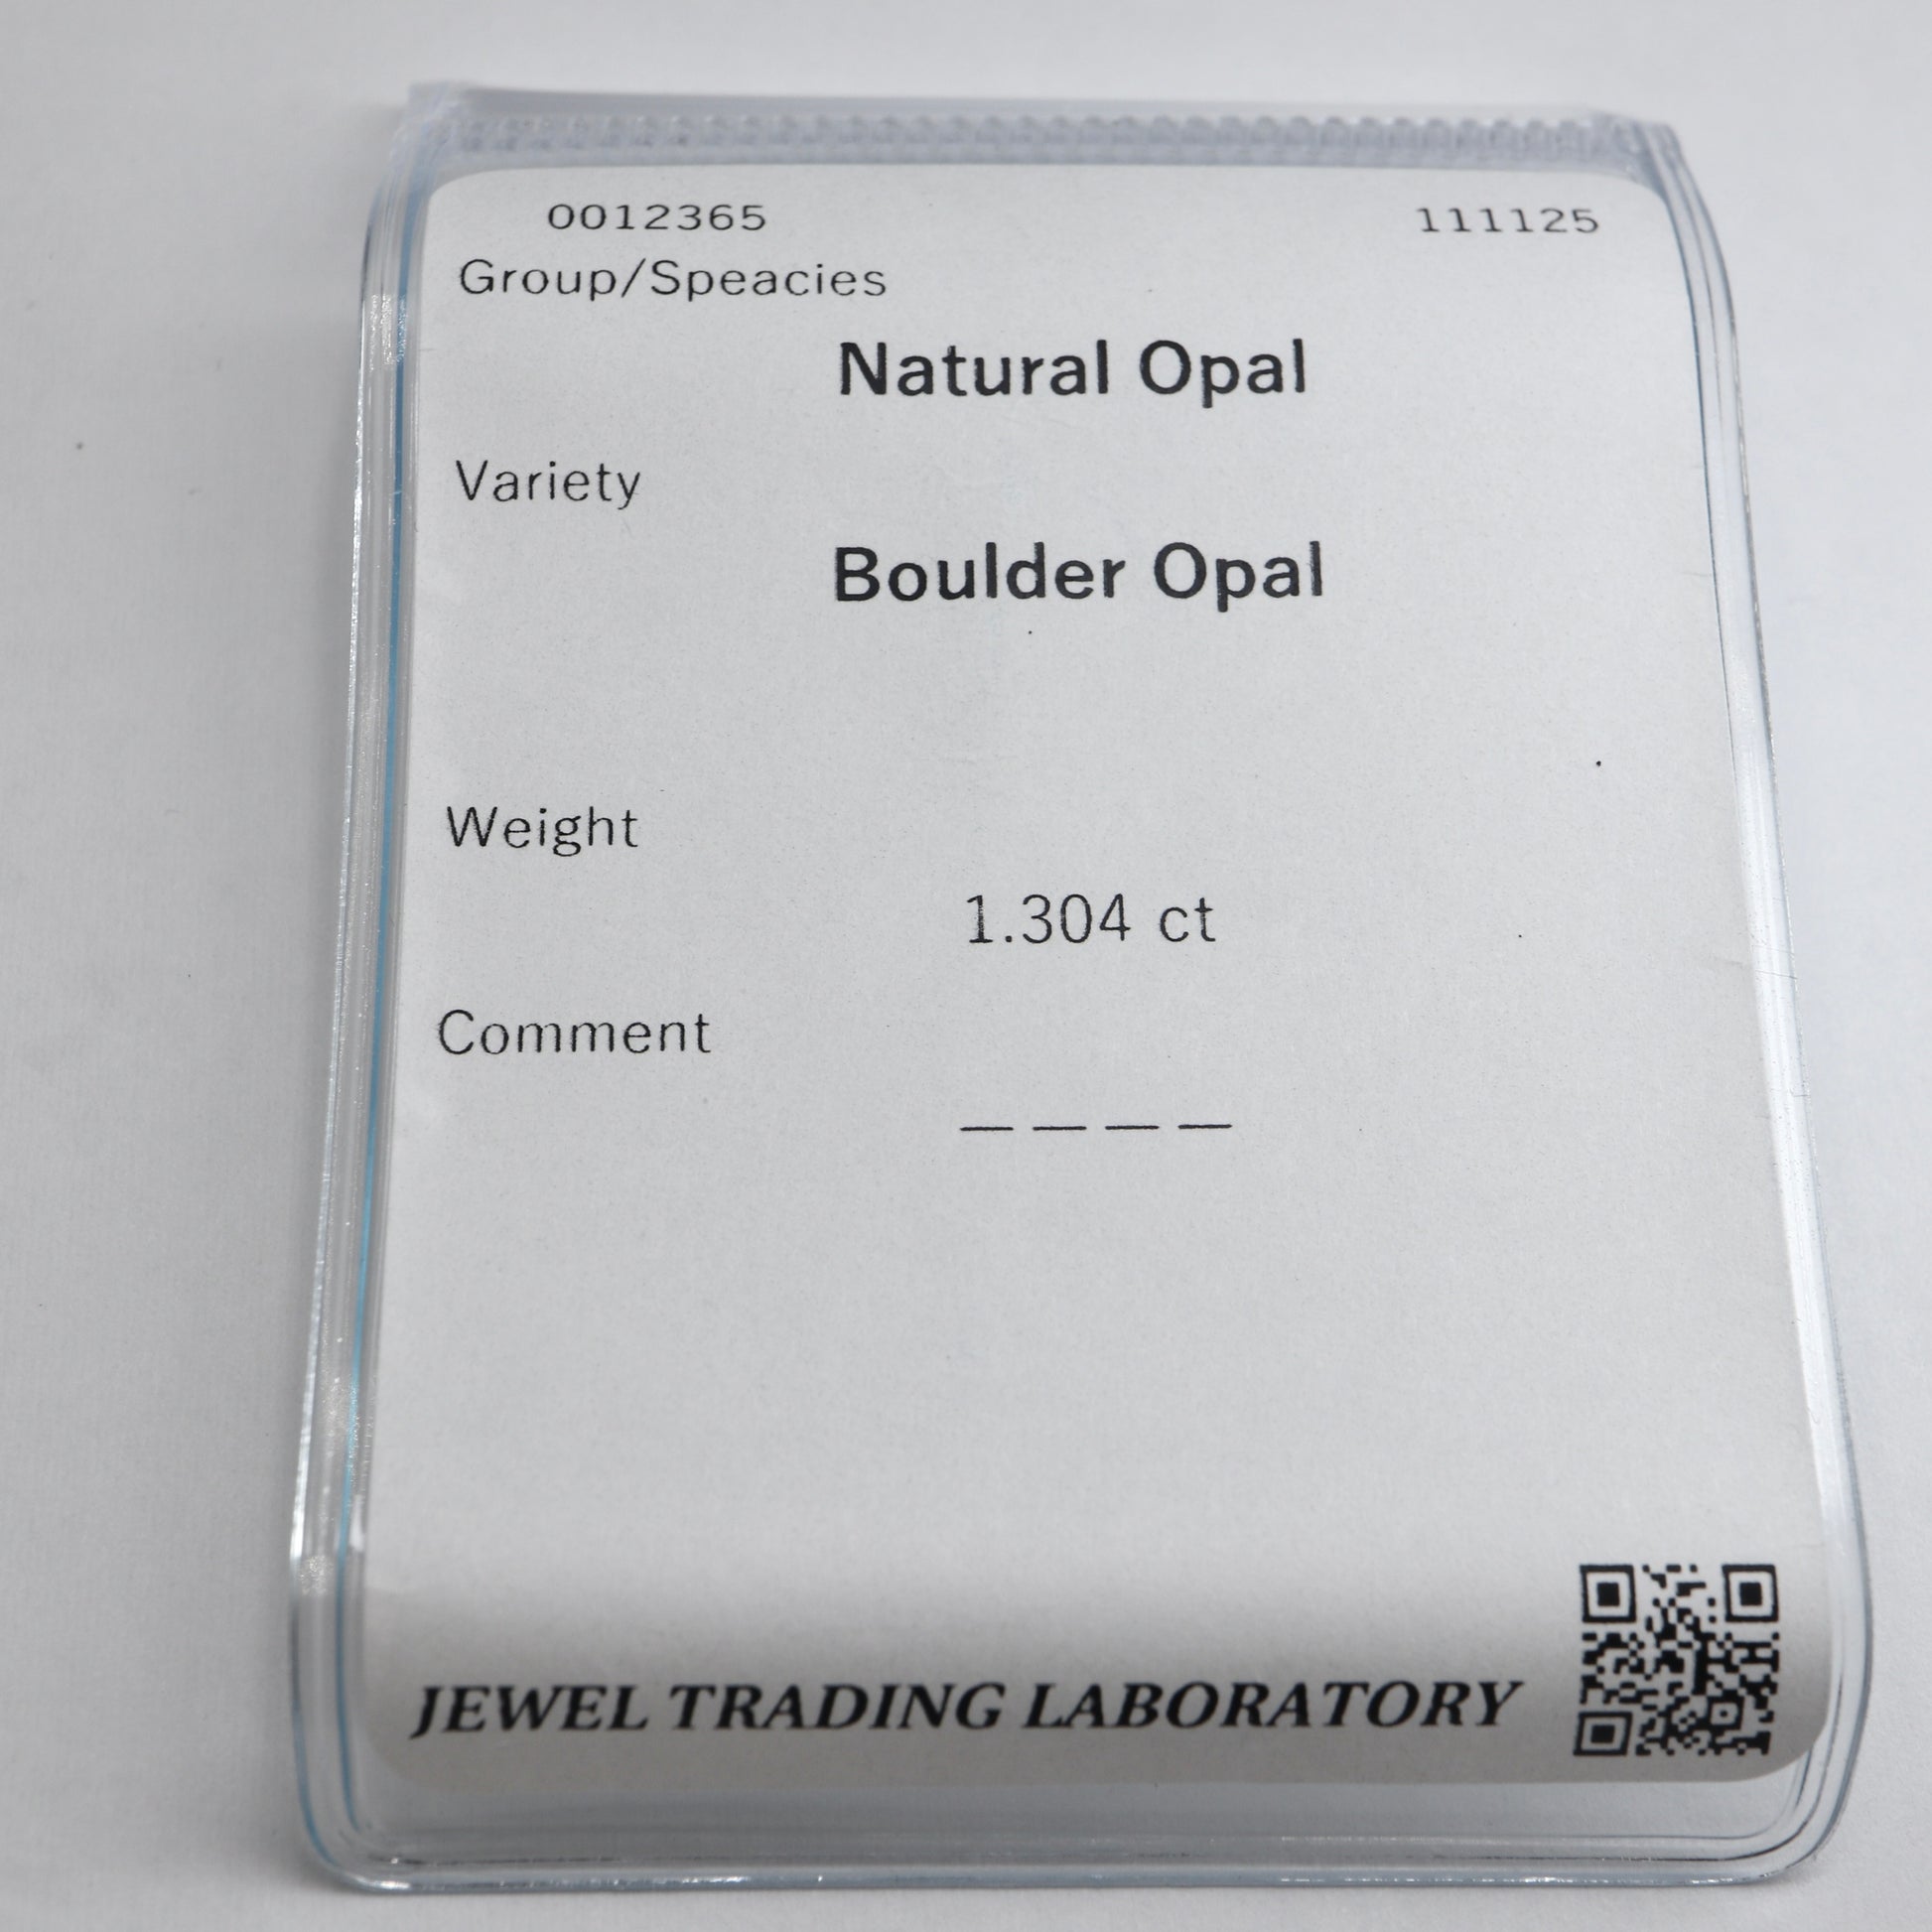 0012365 111125
Group/Speacies
Natural Opal
Variety
Boulder Opal
Weight
1.304 ct
Comment
————
JEWEL TRADING LABORATORY